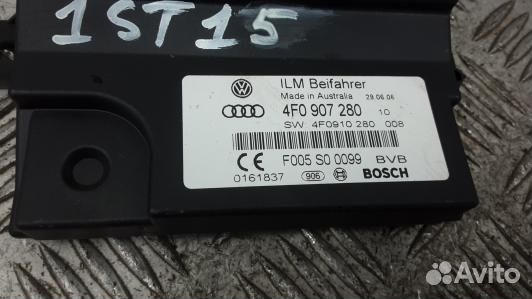 1ST15
ILM Beifahrer
Made in Australia 29.06.06
4F0 907 280 10
SW 4F0910 280 008
CE F005 S0 0099 BVB
0161837 906 BOSCH
Avito